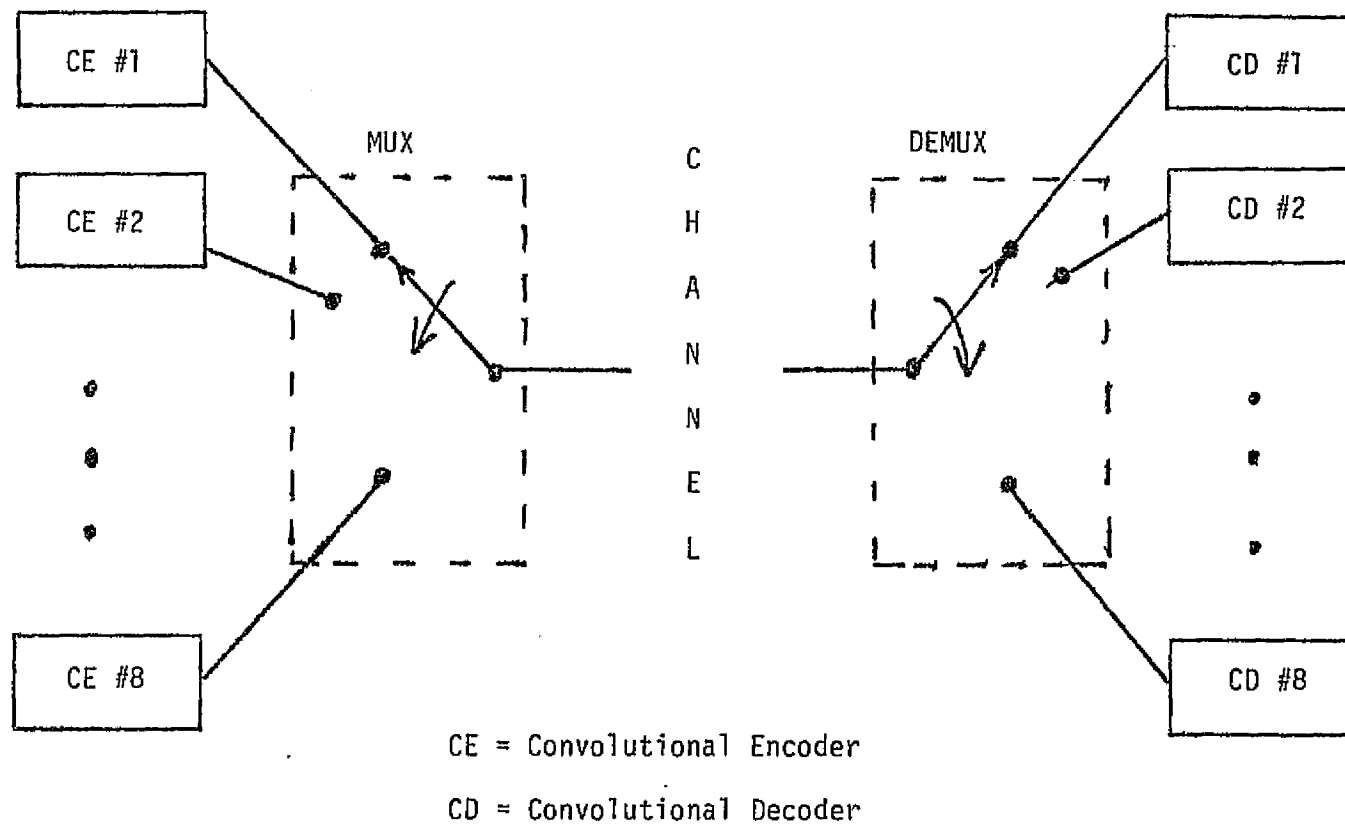 CE #1
CD #1
MUX
DEMUX
CE #2
CD #2
CHANNEL
CE #8
CD #8
CE = Convolutional Encoder
CD = Convolutional Decoder